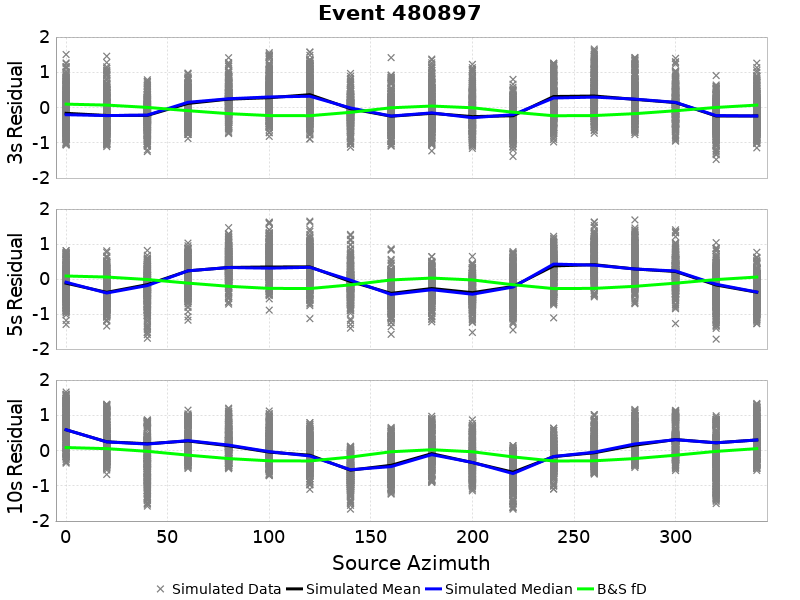 Event 480897
3s Residual
2
1
0
-1
-2
5s Residual
2
1
0
-1
-2
10s Residual
2
1
0
-1
-2
0 50 100 150 200 250 300
Source Azimuth
Simulated Data Simulated Mean Simulated Median B&S fD